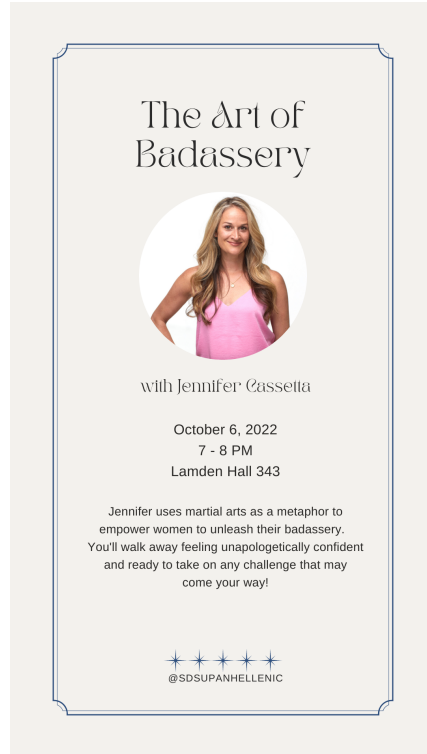 The Art of
Badassery
with Jennifer Cassetta
October 6, 2022
7 - 8 PM
Lamden Hall 343
Jennifer uses martial arts as a metaphor to
empower women to unleash their badassery.
You'll walk away feeling unapologetically confident
and ready to take on any challenge that may
come your way!
@SDSUPANHELLENIC